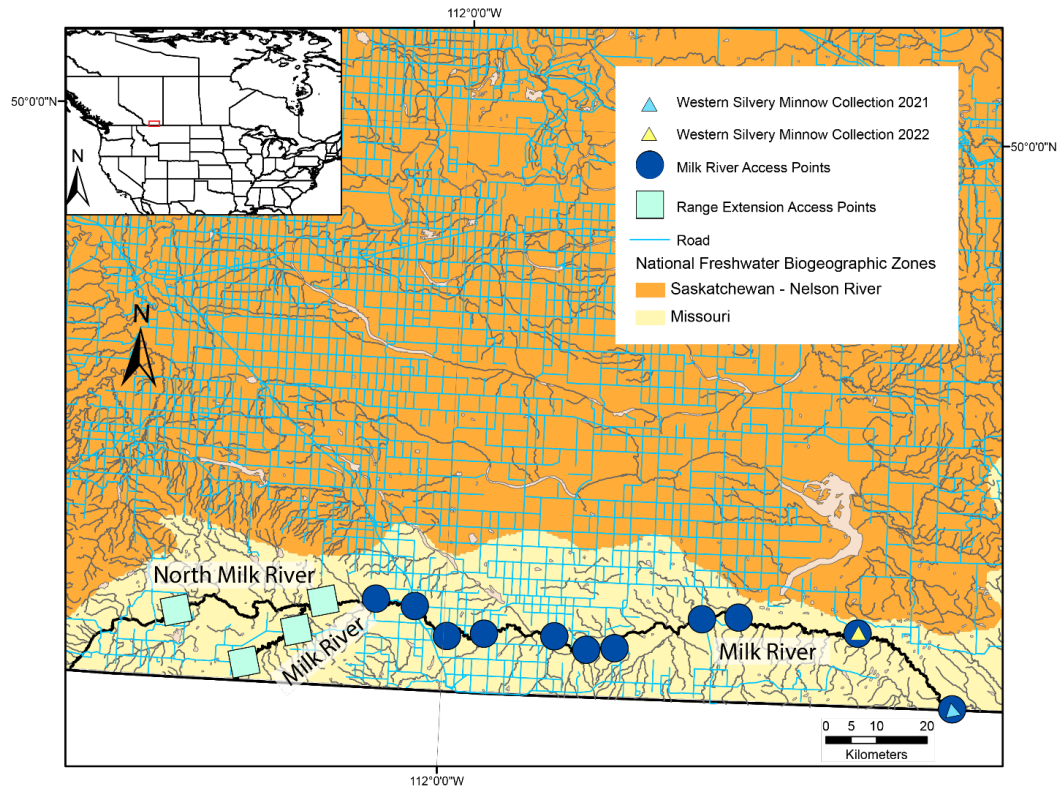 112°0'0"W
50°0'0"N
N
Western Silvery Minnow Collection 2021
Western Silvery Minnow Collection 2022
Milk River Access Points
Range Extension Access Points
Road
National Freshwater Biogeographic Zones
Saskatchewan - Nelson River
Missouri
50°0'0"N
N
North Milk River
Milk River
Milk River
0 5 10 20
Kilometers
112°0'0"W